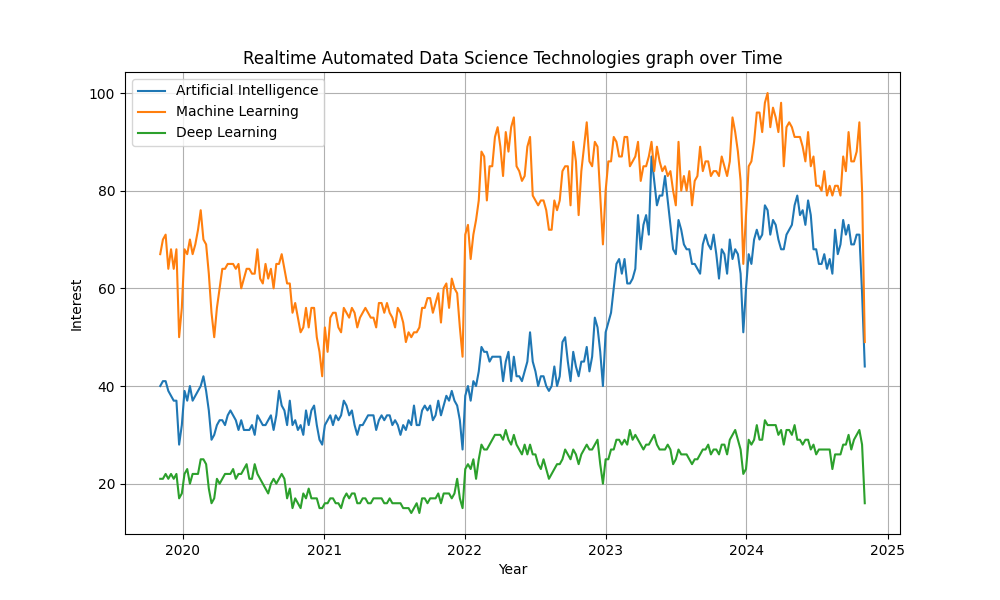 Realtime Automated Data Science Technologies graph over Time
Artificial Intelligence
Machine Learning
Deep Learning
100
80
60
40
20
Interest
2020 2021 2022 2023 2024 2025
Year